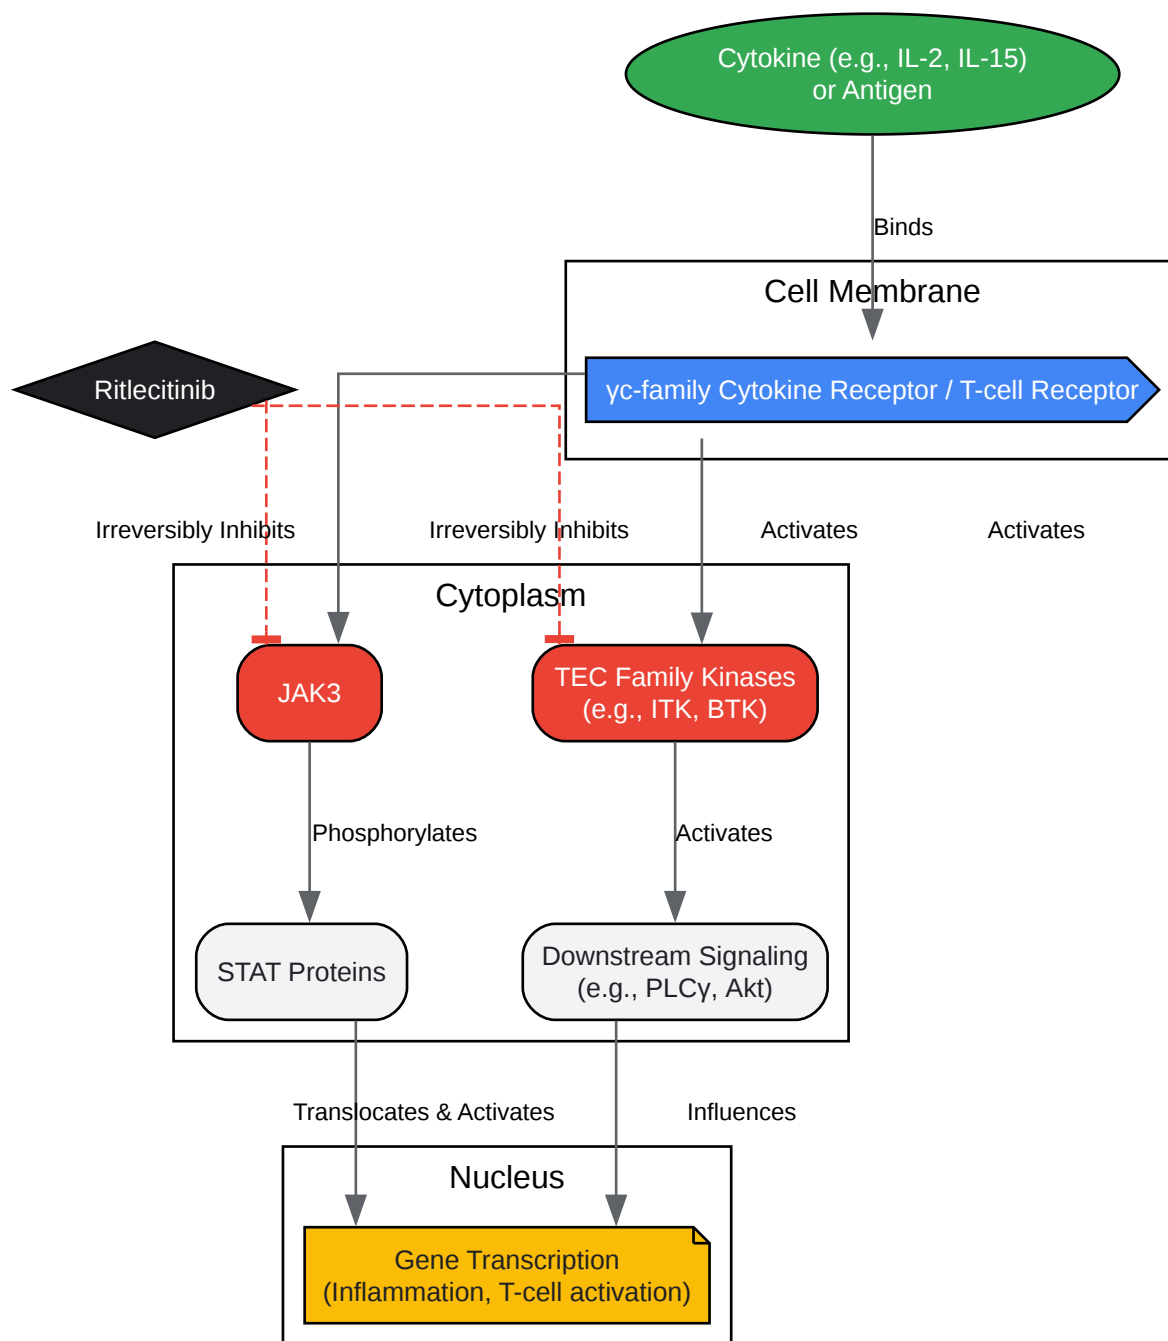 Cytokine (e.g., IL-2, IL-15)
or Antigen
Binds
Cell Membrane
Ritlecitinib
γc-family Cytokine Receptor / T-cell Receptor
Irreversibly Inhibits
Irreversibly Inhibits
Activates
Activates
Cytoplasm
JAK3
TEC Family Kinases
(e.g., ITK, BTK)
Phosphorylates
Activates
STAT Proteins
Downstream Signaling
(e.g., PLCγ, Akt)
Translocates & Activates
Influences
Nucleus
Gene Transcription
(Inflammation, T-cell activation)